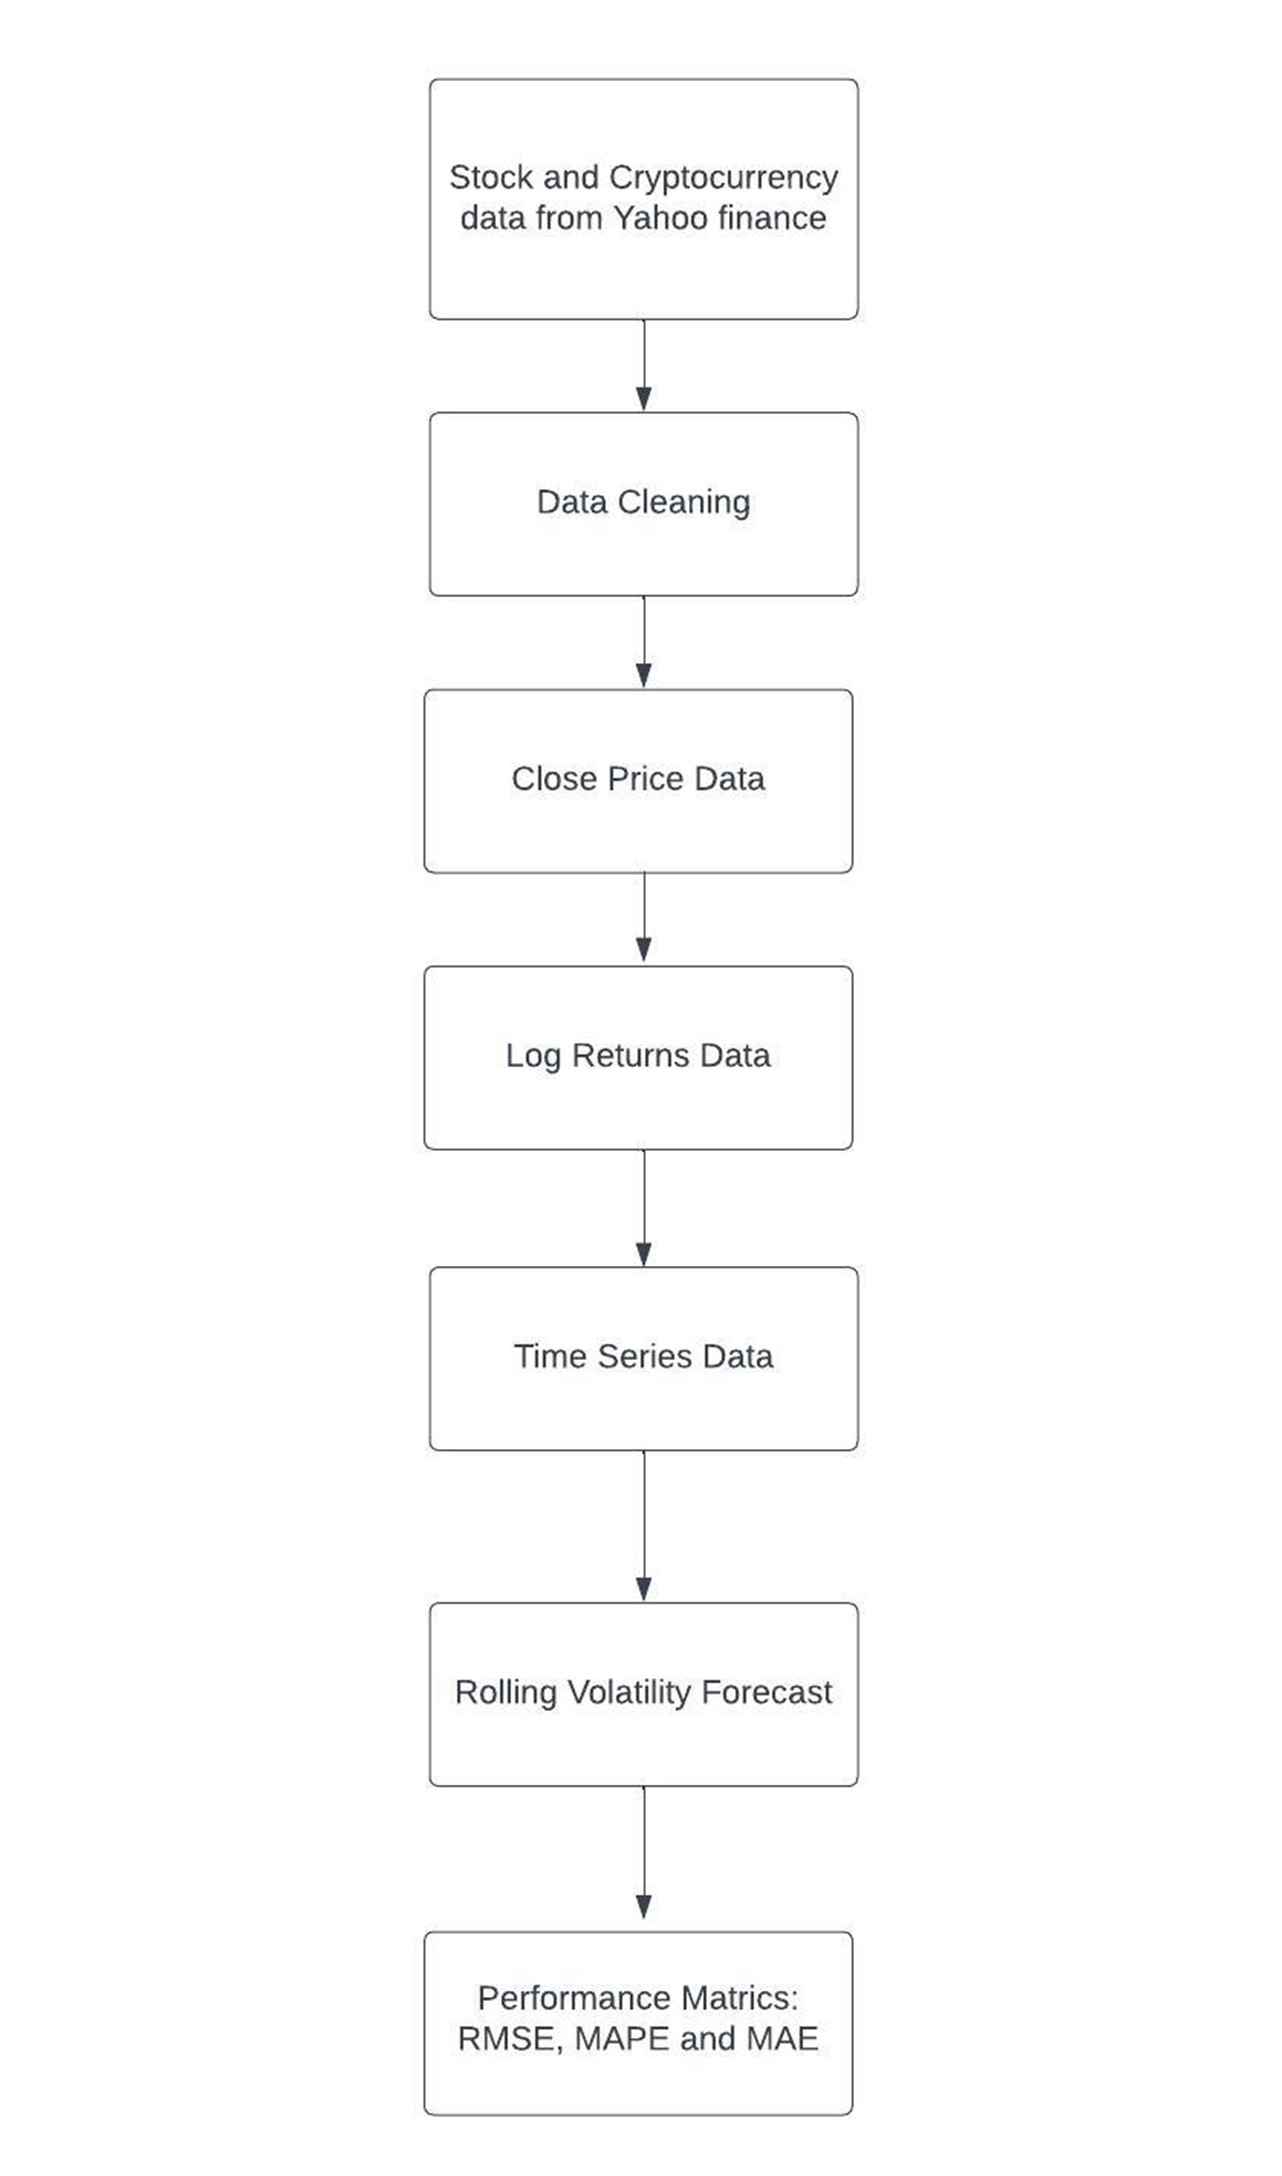 Stock and Cryptocurrency
data from Yahoo finance
Data Cleaning
Close Price Data
Log Returns Data
Time Series Data
Rolling Volatility Forecast
Performance Matrics:
RMSE, MAPE and MAE